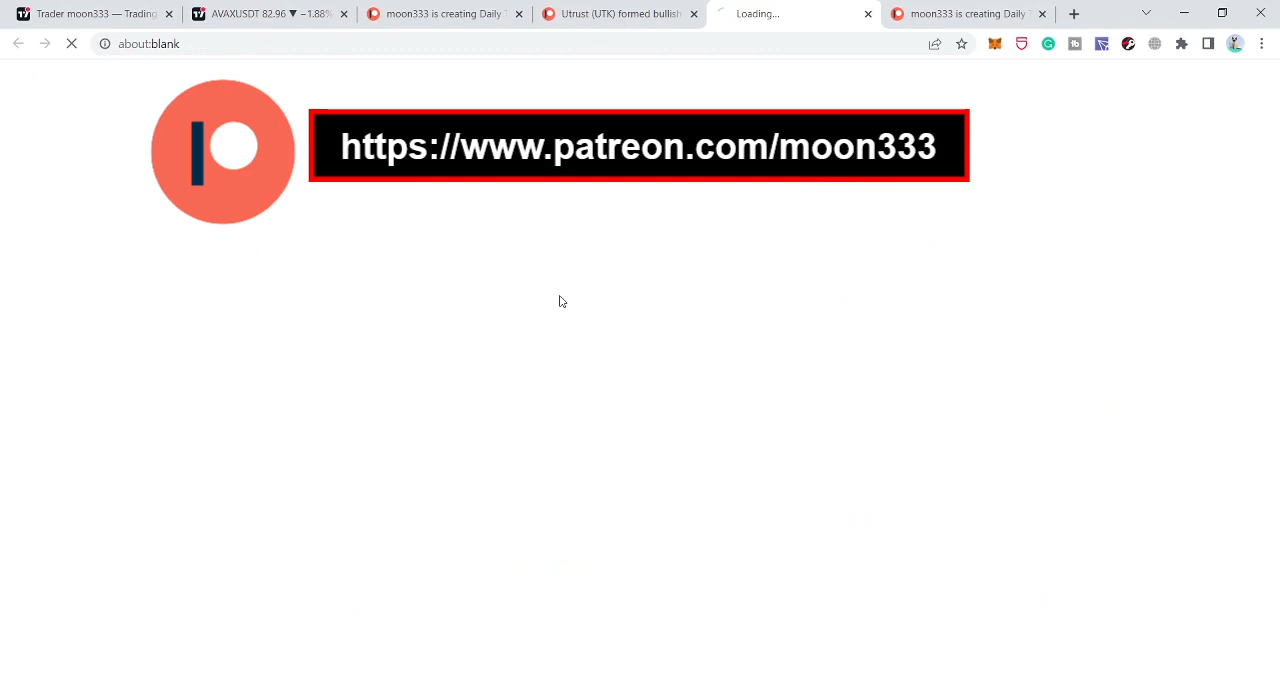 Trader moon333 — Trading
AVAXUSDT 82.96 ▼ −1.88%
moon333 is creating Daily T
Utrust (UTK) formed bullish
Loading...
moon333 is creating Daily T
about:blank
https://www.patreon.com/moon333